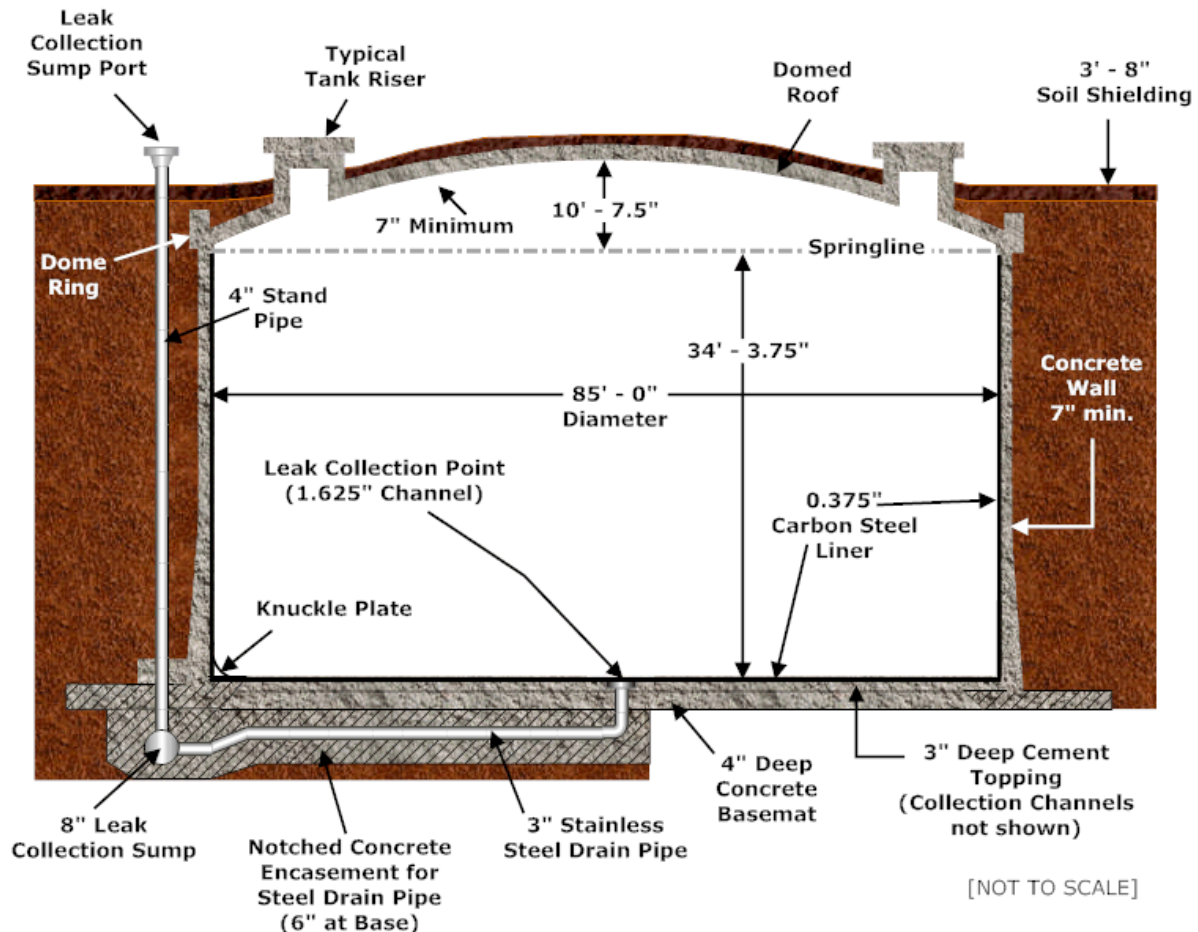 Leak
Collection
Sump Port
Typical
Tank Riser
Domed
Roof
3' - 8"
Soil Shielding
10' - 7.5"
7" Minimum
Springline
Dome
Ring
4" Stand
Pipe
34' - 3.75"
Concrete
Wall
7" min.
85' - 0"
Diameter
Leak Collection Point
(1.625" Channel)
0.375"
Carbon Steel
Liner
Knuckle Plate
8" Leak
Collection Sump
Notched Concrete
Encasement for
Steel Drain Pipe
(6" at Base)
3" Stainless
Steel Drain Pipe
4" Deep
Concrete
Basemat
3" Deep Cement
Topping
(Collection Channels
not shown)
[NOT TO SCALE]